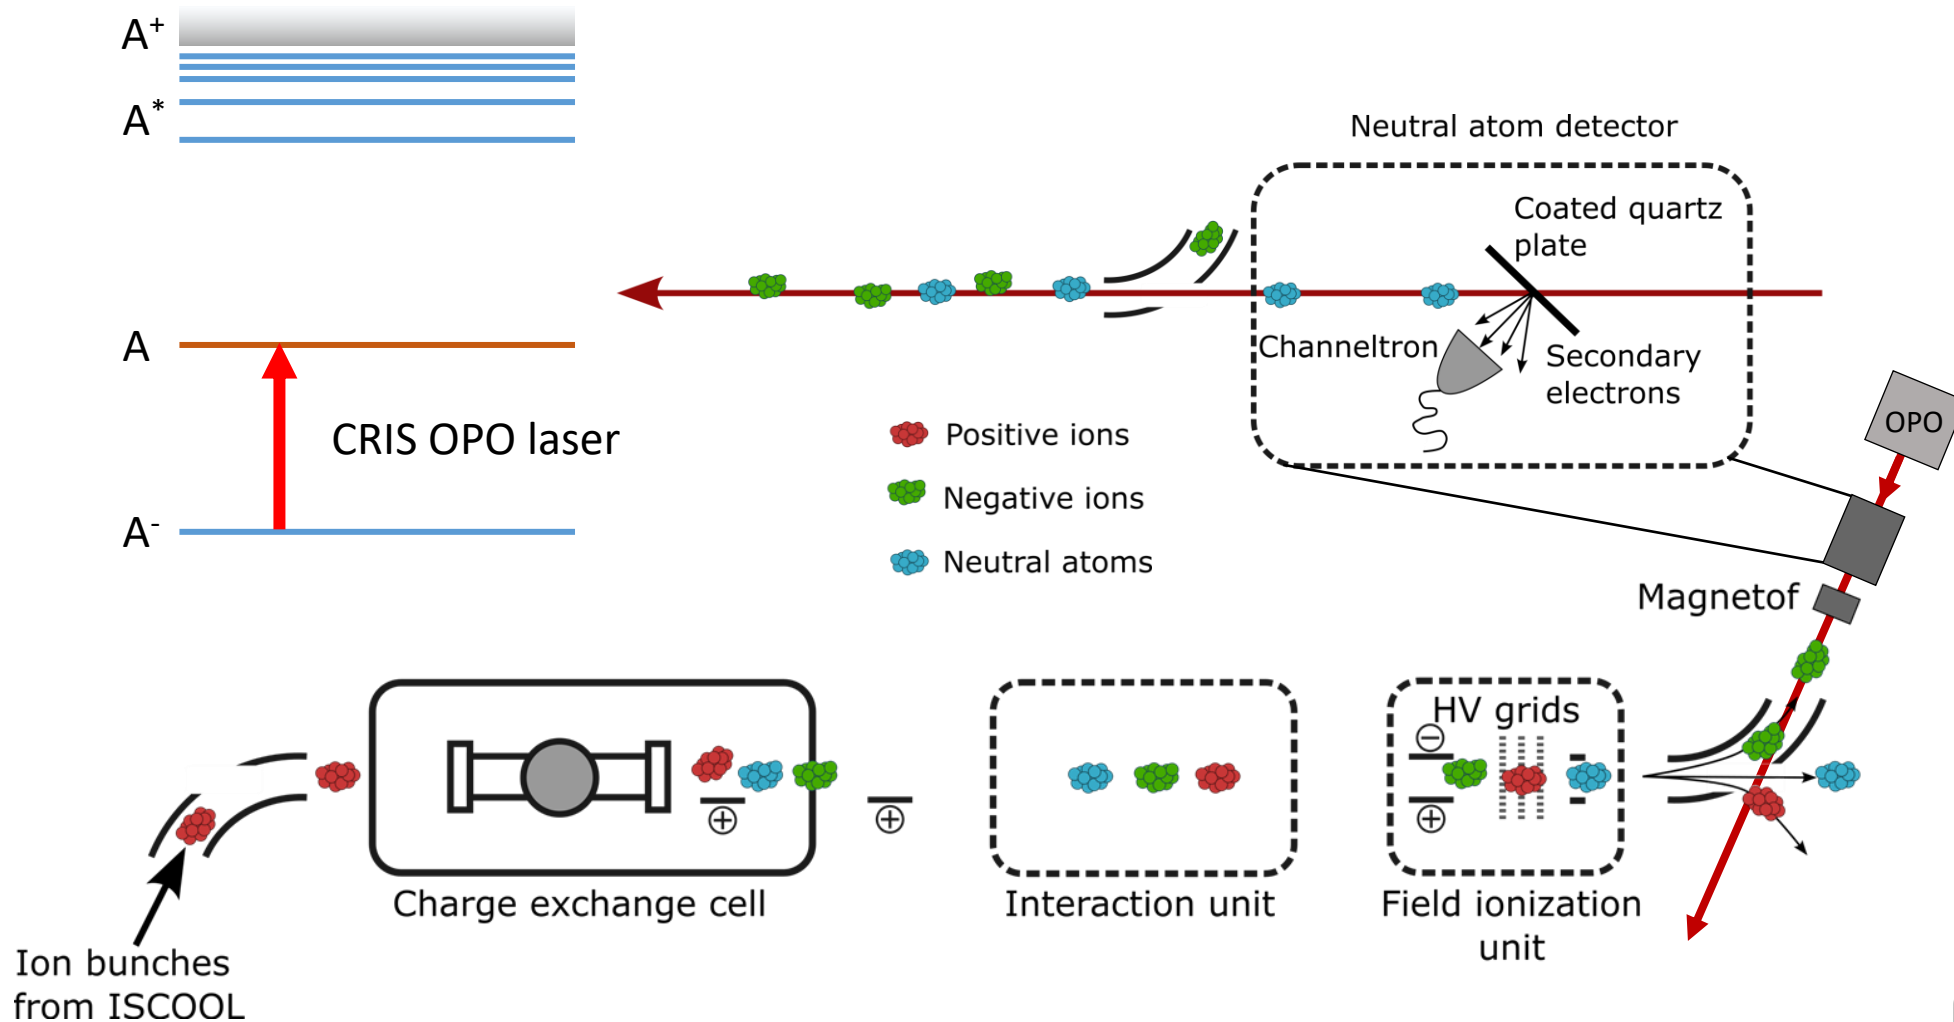 A+
A*
A
A-
CRIS OPO laser
Neutral atom detector
Coated quartz
plate
Channeltron
Secondary
electrons
Positive ions
Negative ions
Neutral atoms
OPO
Magnetof
HV grids
Charge exchange cell
Interaction unit
Field ionization
unit
Ion bunches
from ISCOOL